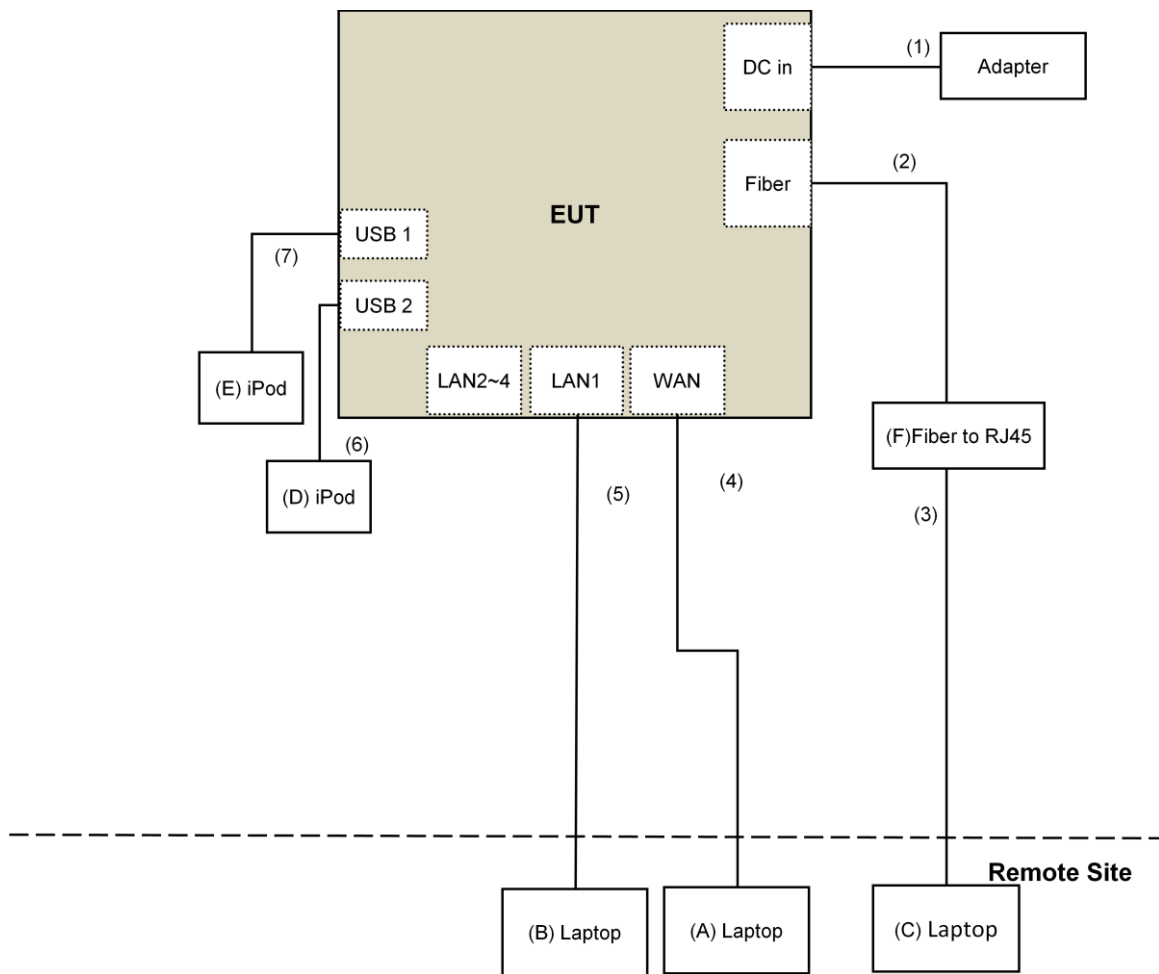 (1)
DC in
Adapter
(2)
Fiber
EUT
USB 1
(7)
USB 2
(E) iPod
LAN2~4
LAN1
WAN
(F)Fiber to RJ45
(6)
(D) iPod
(5)
(4)
(3)
Remote Site
(B) Laptop
(A) Laptop
(C) Laptop